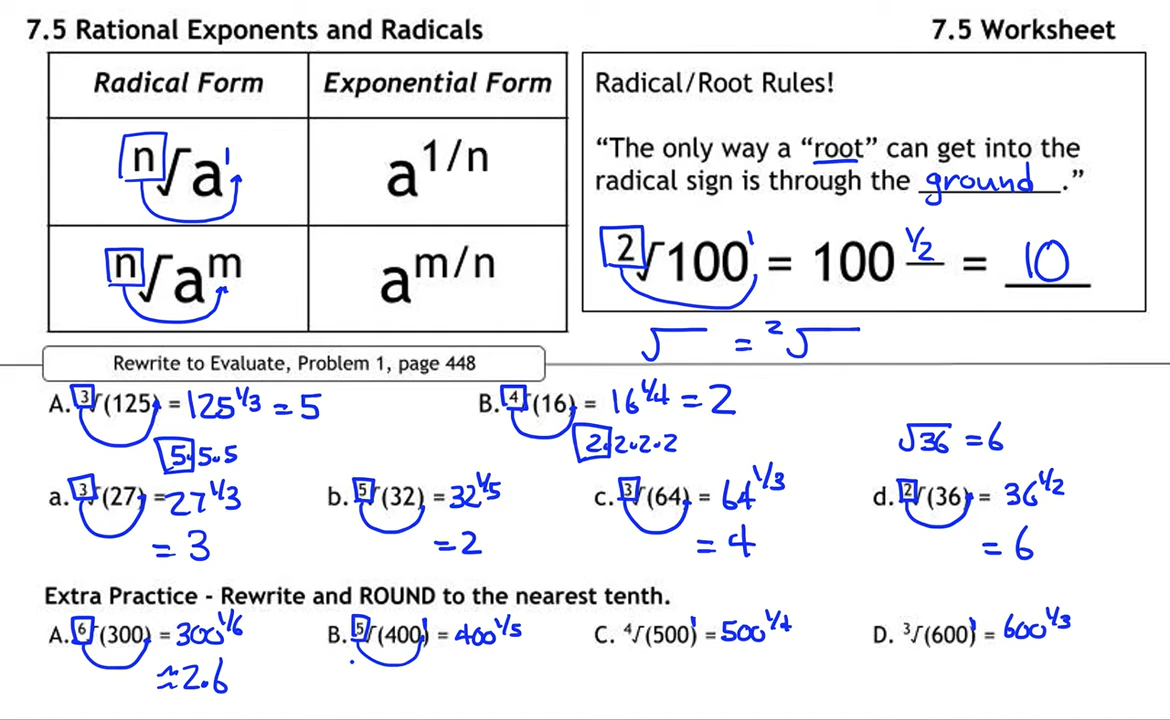 7.5 Rational Exponents and Radicals 7.5 Worksheet
Radical Form Exponential Form
ⁿ√a¹ a^1/n
ⁿ√a^m a^m/n
Radical/Root Rules!
“The only way a “root” can get into the
radical sign is through the ground.”
²√100¹ = 100^1/2 = 10
√ = ²√
Rewrite to Evaluate, Problem 1, page 448
A. ³√(125) = 125^1/3 = 5 B. ⁴√(16) = 16^1/4 = 2
5·5·5 2·2·2·2 √36 = 6
a. ³√(27) = 27^1/3 b. ⁵√(32) = 32^1/5 c. ³√(64) = 64^1/3 d. ²√(36) = 36^1/2
= 3 = 2 = 4 = 6
Extra Practice - Rewrite and ROUND to the nearest tenth.
A. ⁶√(300) = 300^1/6 B. ⁵√(400)¹ = 400^1/5 C. ⁴√(500)¹ = 500^1/4 D. ³√(600)¹ = 600^1/3
≈2.6